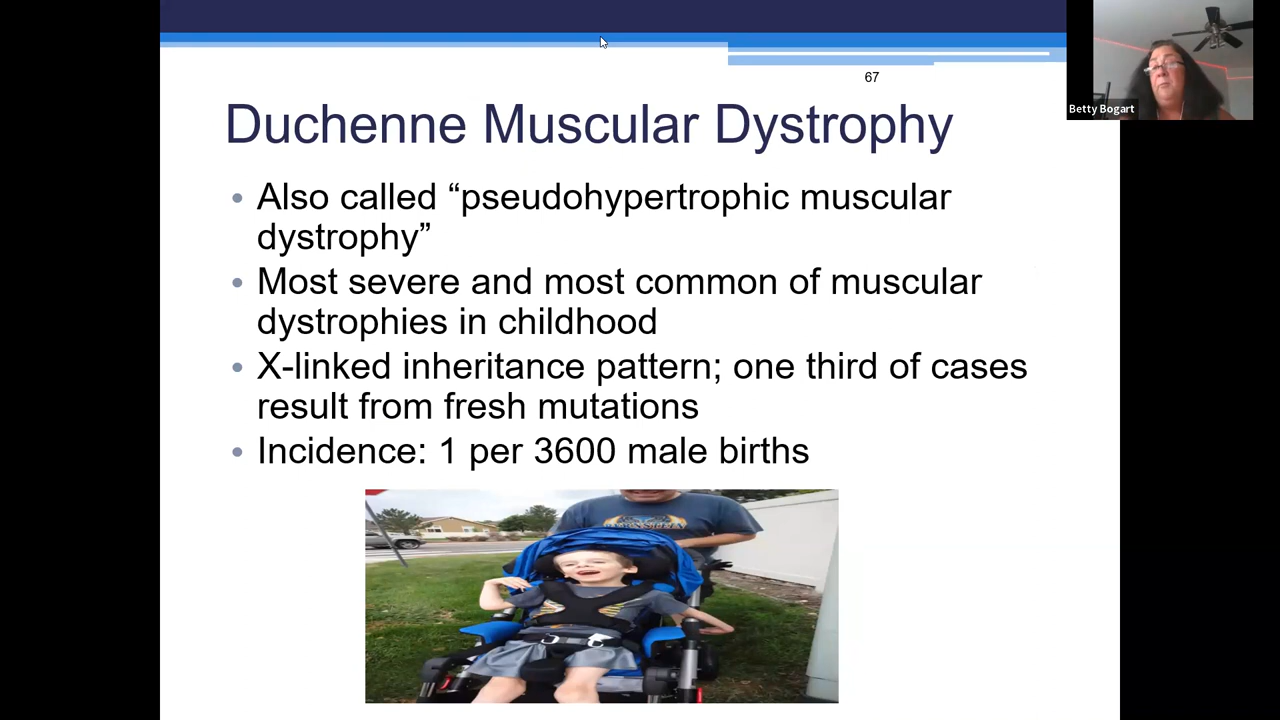 67
Betty Bogart
Duchenne Muscular Dystrophy
• Also called “pseudohypertrophic muscular
dystrophy”
• Most severe and most common of muscular
dystrophies in childhood
• X-linked inheritance pattern; one third of cases
result from fresh mutations
• Incidence: 1 per 3600 male births